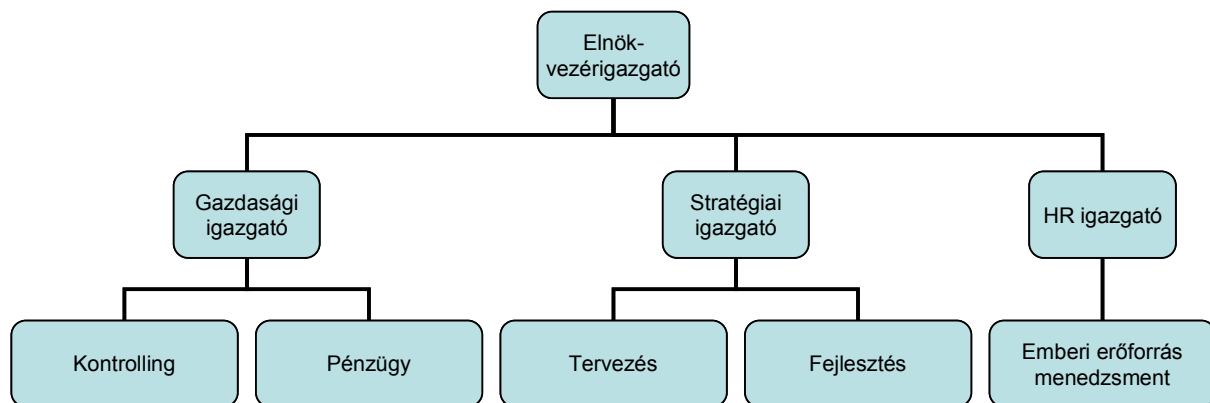 Elnök-
vezérigazgató
Gazdasági
igazgató
Stratégiai
igazgató
HR igazgató
Kontrolling
Pénzügy
Tervezés
Fejlesztés
Emberi erőforrás
menedzsment